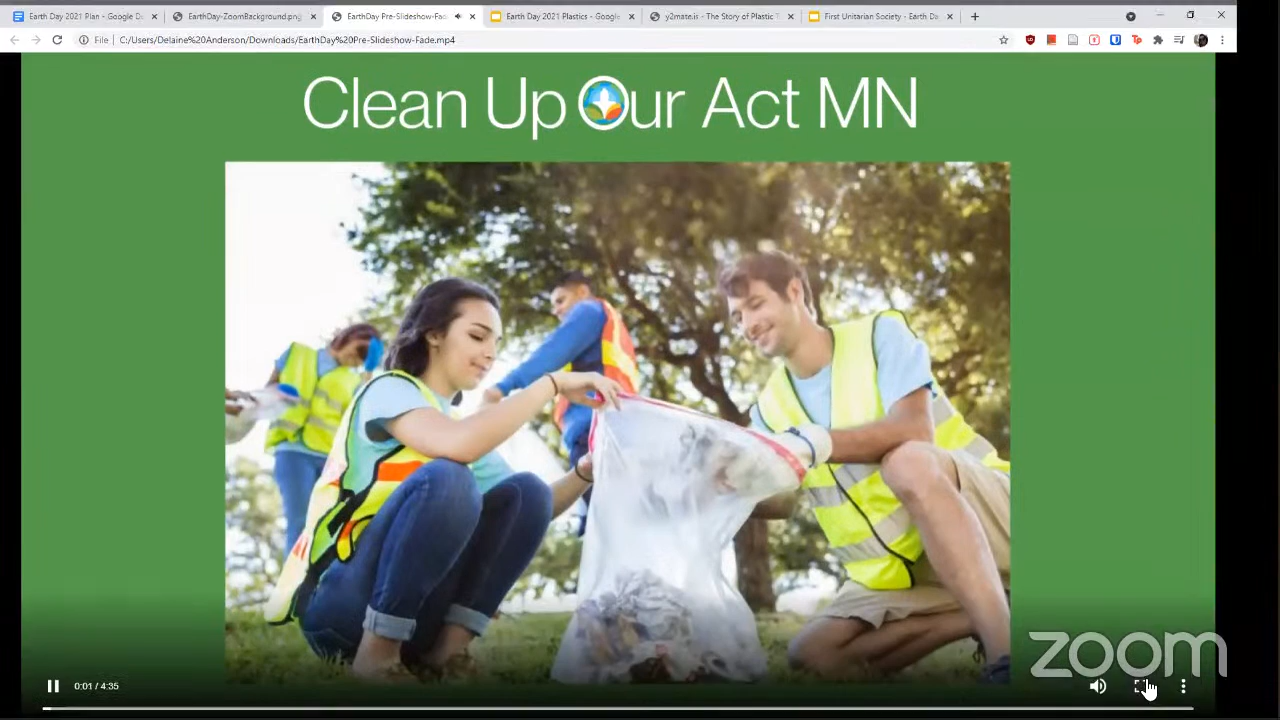 Earth Day 2021 Plan - Google D
EarthDay-ZoomBackground.png
EarthDay Pre-Slideshow-Fad
Earth Day 2021 Plastics - Google
y2mate.is - The Story of Plastic T
First Unitarian Society - Earth Da
File
C:/Users/Delaine%20Anderson/Downloads/EarthDay%20Pre-Slideshow-Fade.mp4
Clean Up Our Act MN
zoom
0:01 / 4:35